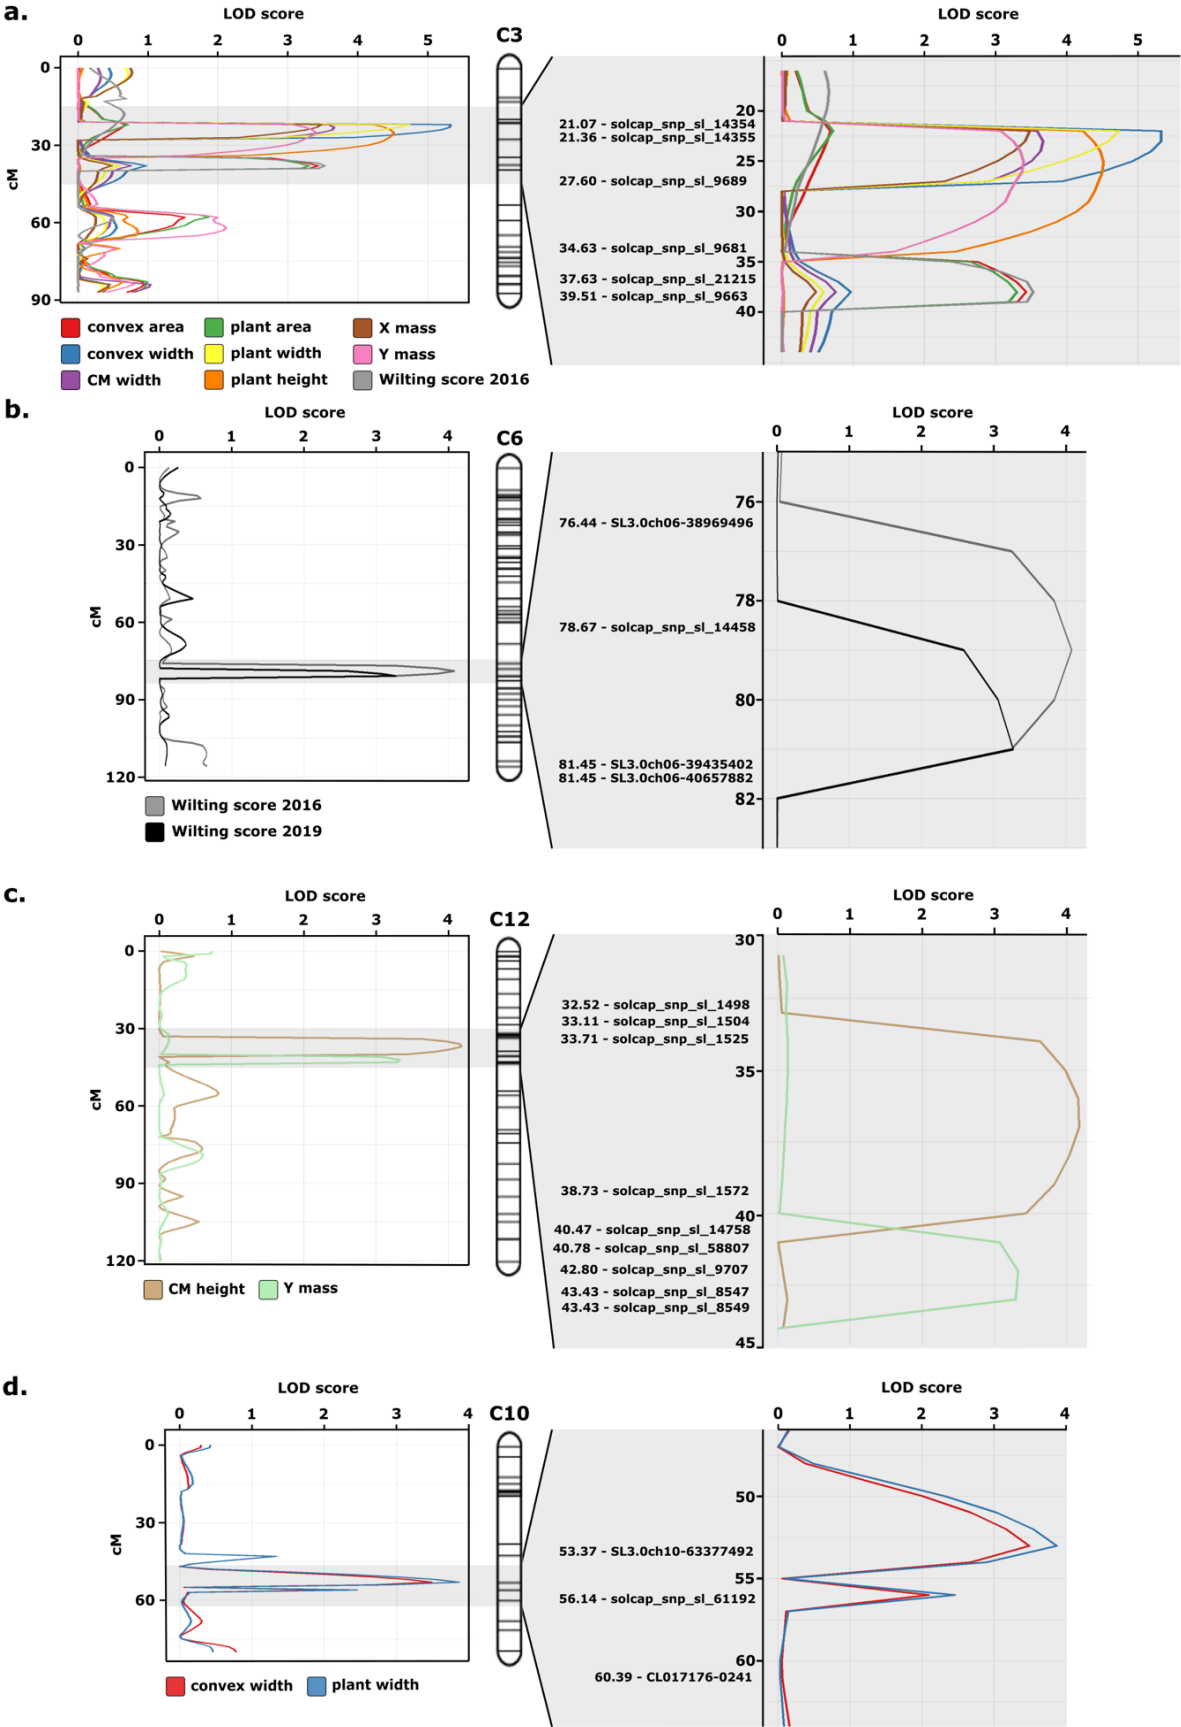 a.
LOD score
0 1 2 3 4 5
C3
LOD score
0 1 2 3 4 5
cM
0
30
60
90
21.07 - solcap_snp_sl_14354
21.36 - solcap_snp_sl_14355
27.60 - solcap_snp_sl_9689
34.63 - solcap_snp_sl_9681
37.63 - solcap_snp_sl_21215
39.51 - solcap_snp_sl_9663
20
25
30
35
40
convex area plant area X mass
convex width plant width Y mass
CM width plant height Wilting score 2016
b.
LOD score
0 1 2 3 4
C6
LOD score
0 1 2 3 4
cM
0
30
60
90
120
76.44 - SL3.0ch06-38969496
78.67 - solcap_snp_sl_14458
81.45 - SL3.0ch06-39435402
81.45 - SL3.0ch06-40657882
76
78
80
82
Wilting score 2016
Wilting score 2019
c.
LOD score
0 1 2 3 4
C12
LOD score
0 1 2 3 4
cM
0
30
60
90
120
32.52 - solcap_snp_sl_1498
33.11 - solcap_snp_sl_1504
33.71 - solcap_snp_sl_1525
38.73 - solcap_snp_sl_1572
40.47 - solcap_snp_sl_14758
40.78 - solcap_snp_sl_58807
42.80 - solcap_snp_sl_9707
43.43 - solcap_snp_sl_8547
43.43 - solcap_snp_sl_8549
30
35
40
45
CM height Y mass
d.
LOD score
0 1 2 3 4
C10
LOD score
0 1 2 3 4
cM
0
30
60
53.37 - SL3.0ch10-63377492
56.14 - solcap_snp_sl_61192
60.39 - CL017176-0241
50
55
60
convex width plant width